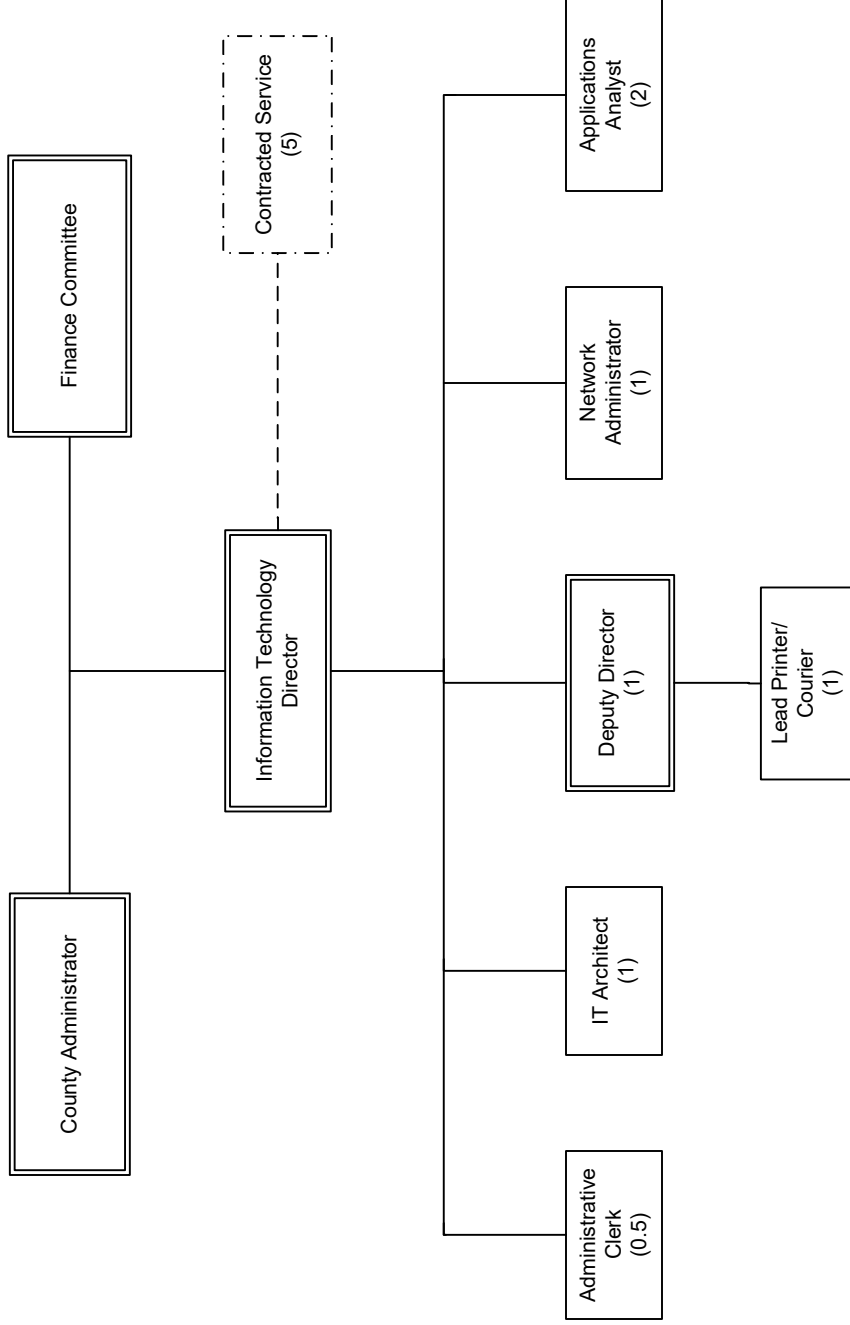 County Administrator
Finance Committee
Information Technology
Director
Contracted Service
(5)
Administrative
Clerk
(0.5)
IT Architect
(1)
Deputy Director
(1)
Network
Administrator
(1)
Applications
Analyst
(2)
Lead Printer/
Courier
(1)